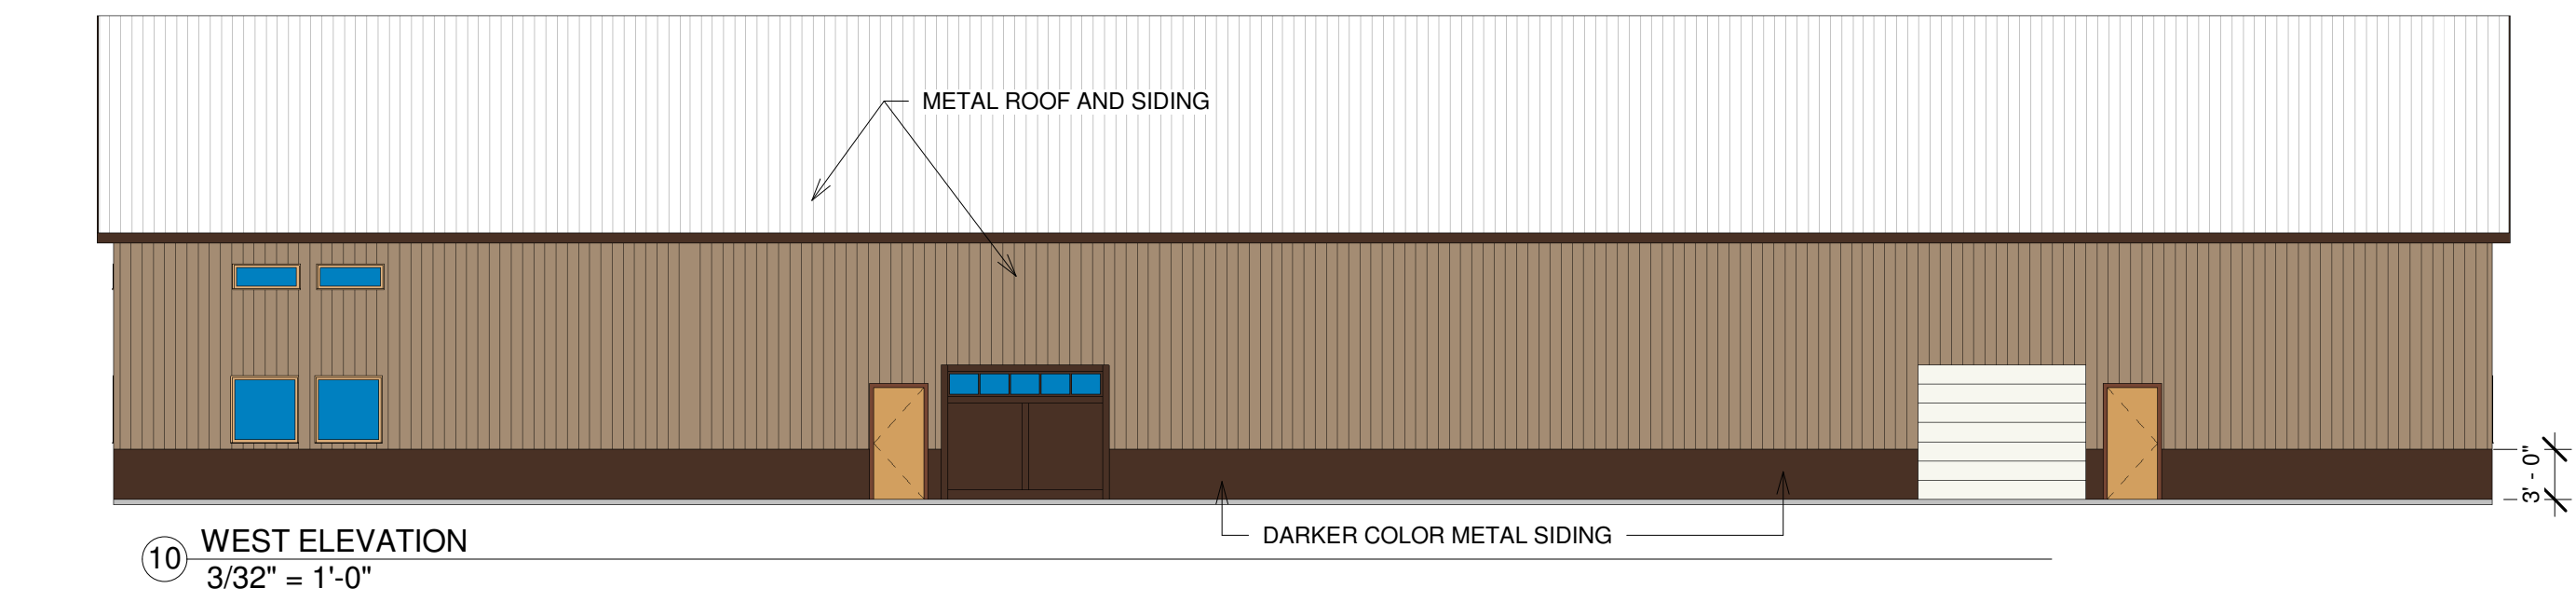 METAL ROOF AND SIDING
3' - 0"
DARKER COLOR METAL SIDING
10
WEST ELEVATION
3/32" = 1'-0"